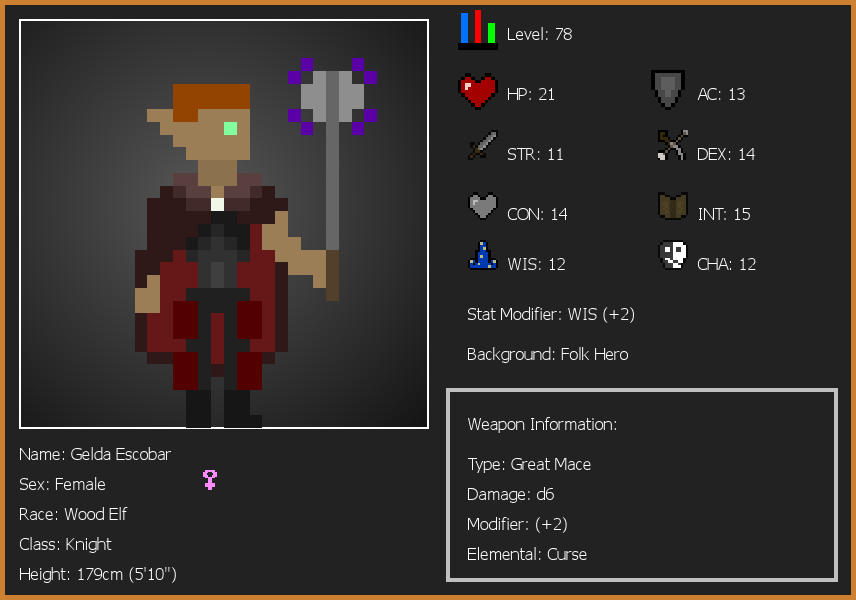 Level: 78
HP: 21
AC: 13
STR: 11
DEX: 14
CON: 14
INT: 15
WIS: 12
CHA: 12
Stat Modifier: WIS (+2)
Background: Folk Hero
Weapon Information:
Type: Great Mace
Damage: d6
Modifier: (+2)
Elemental: Curse
Name: Gelda Escobar
Sex: Female
Race: Wood Elf
Class: Knight
Height: 179cm (5'10")